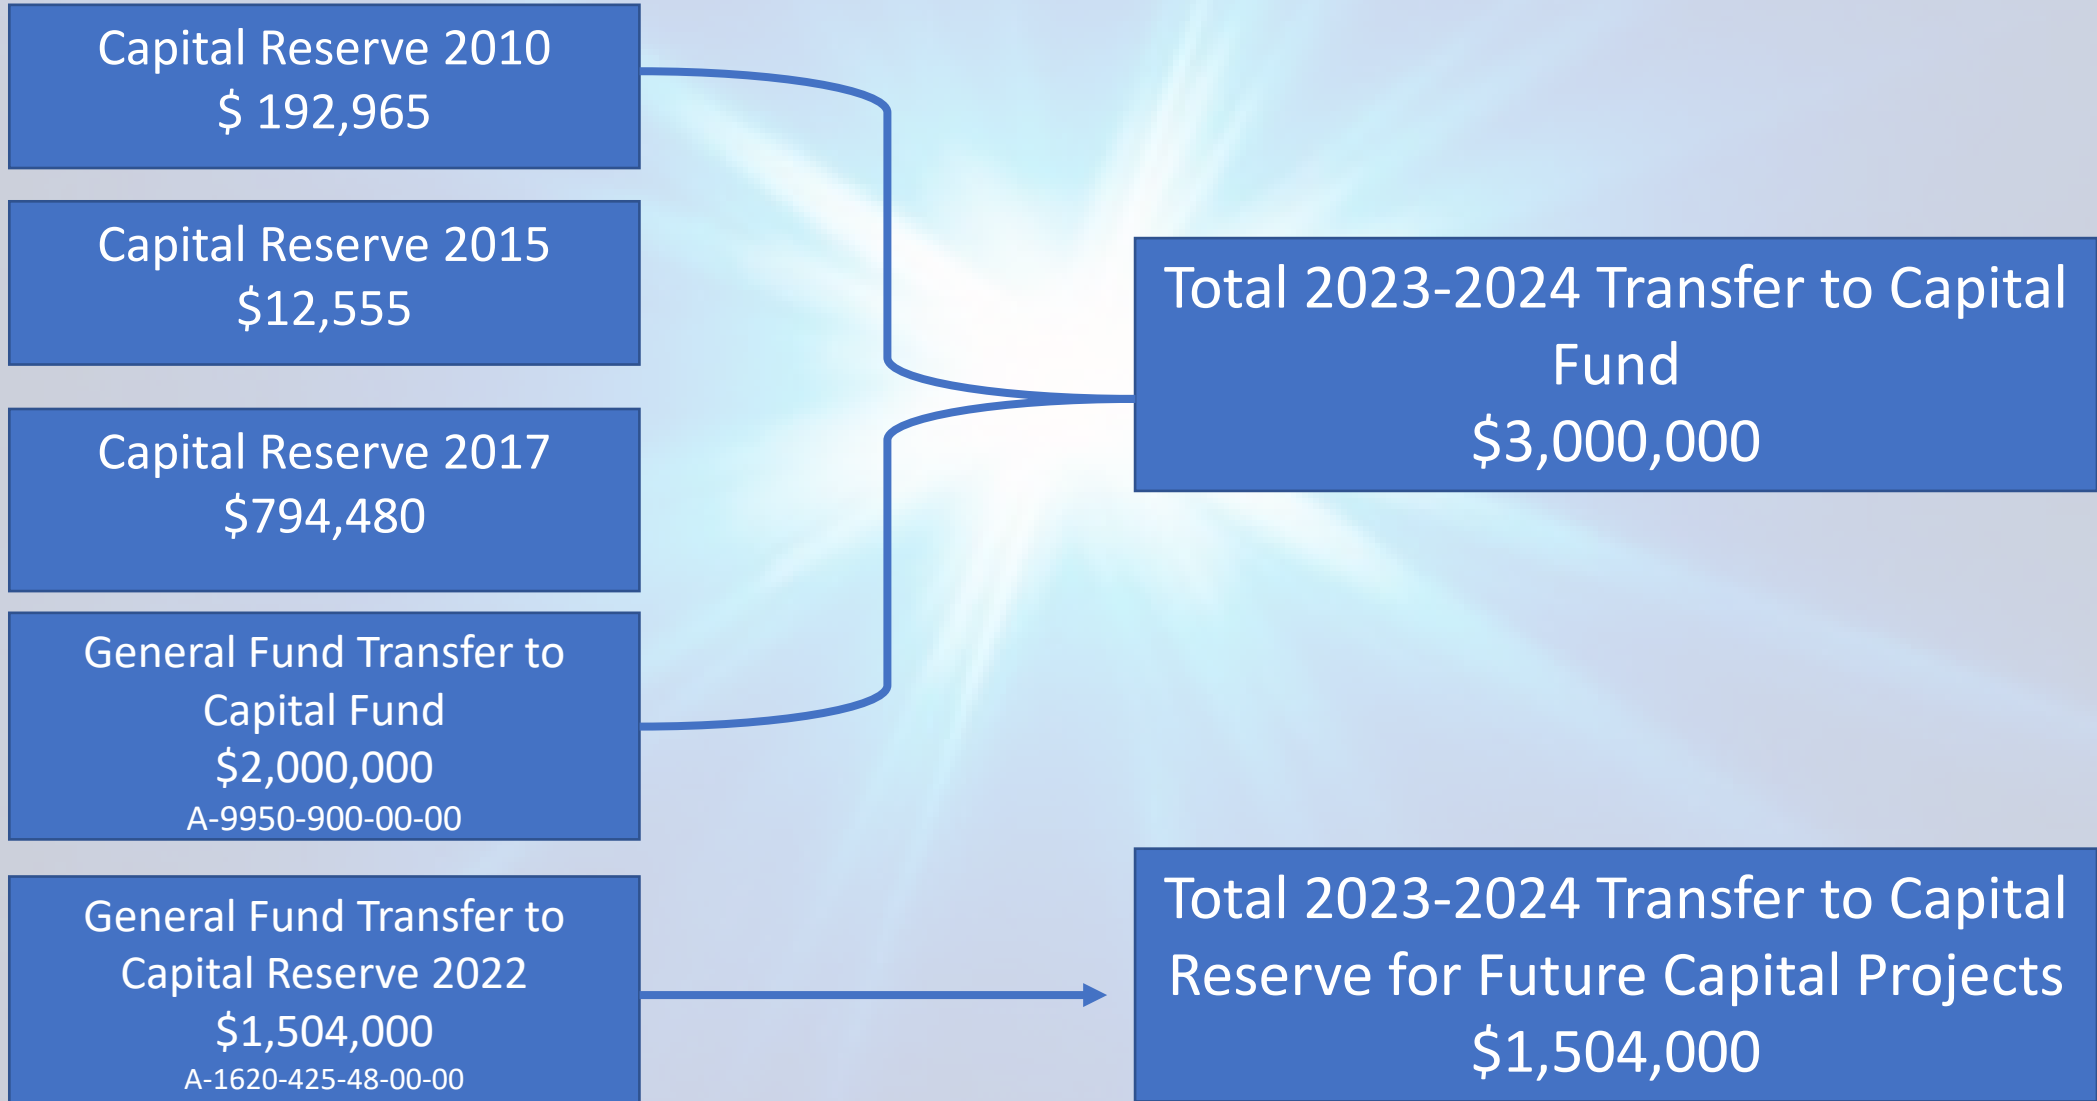 Capital Reserve 2010
$ 192,965
Capital Reserve 2015
$12,555
Capital Reserve 2017
$794,480
General Fund Transfer to
Capital Fund
$2,000,000
A-9950-900-00-00
General Fund Transfer to
Capital Reserve 2022
$1,504,000
A-1620-425-48-00-00
Total 2023-2024 Transfer to Capital
Fund
$3,000,000
Total 2023-2024 Transfer to Capital
Reserve for Future Capital Projects
$1,504,000